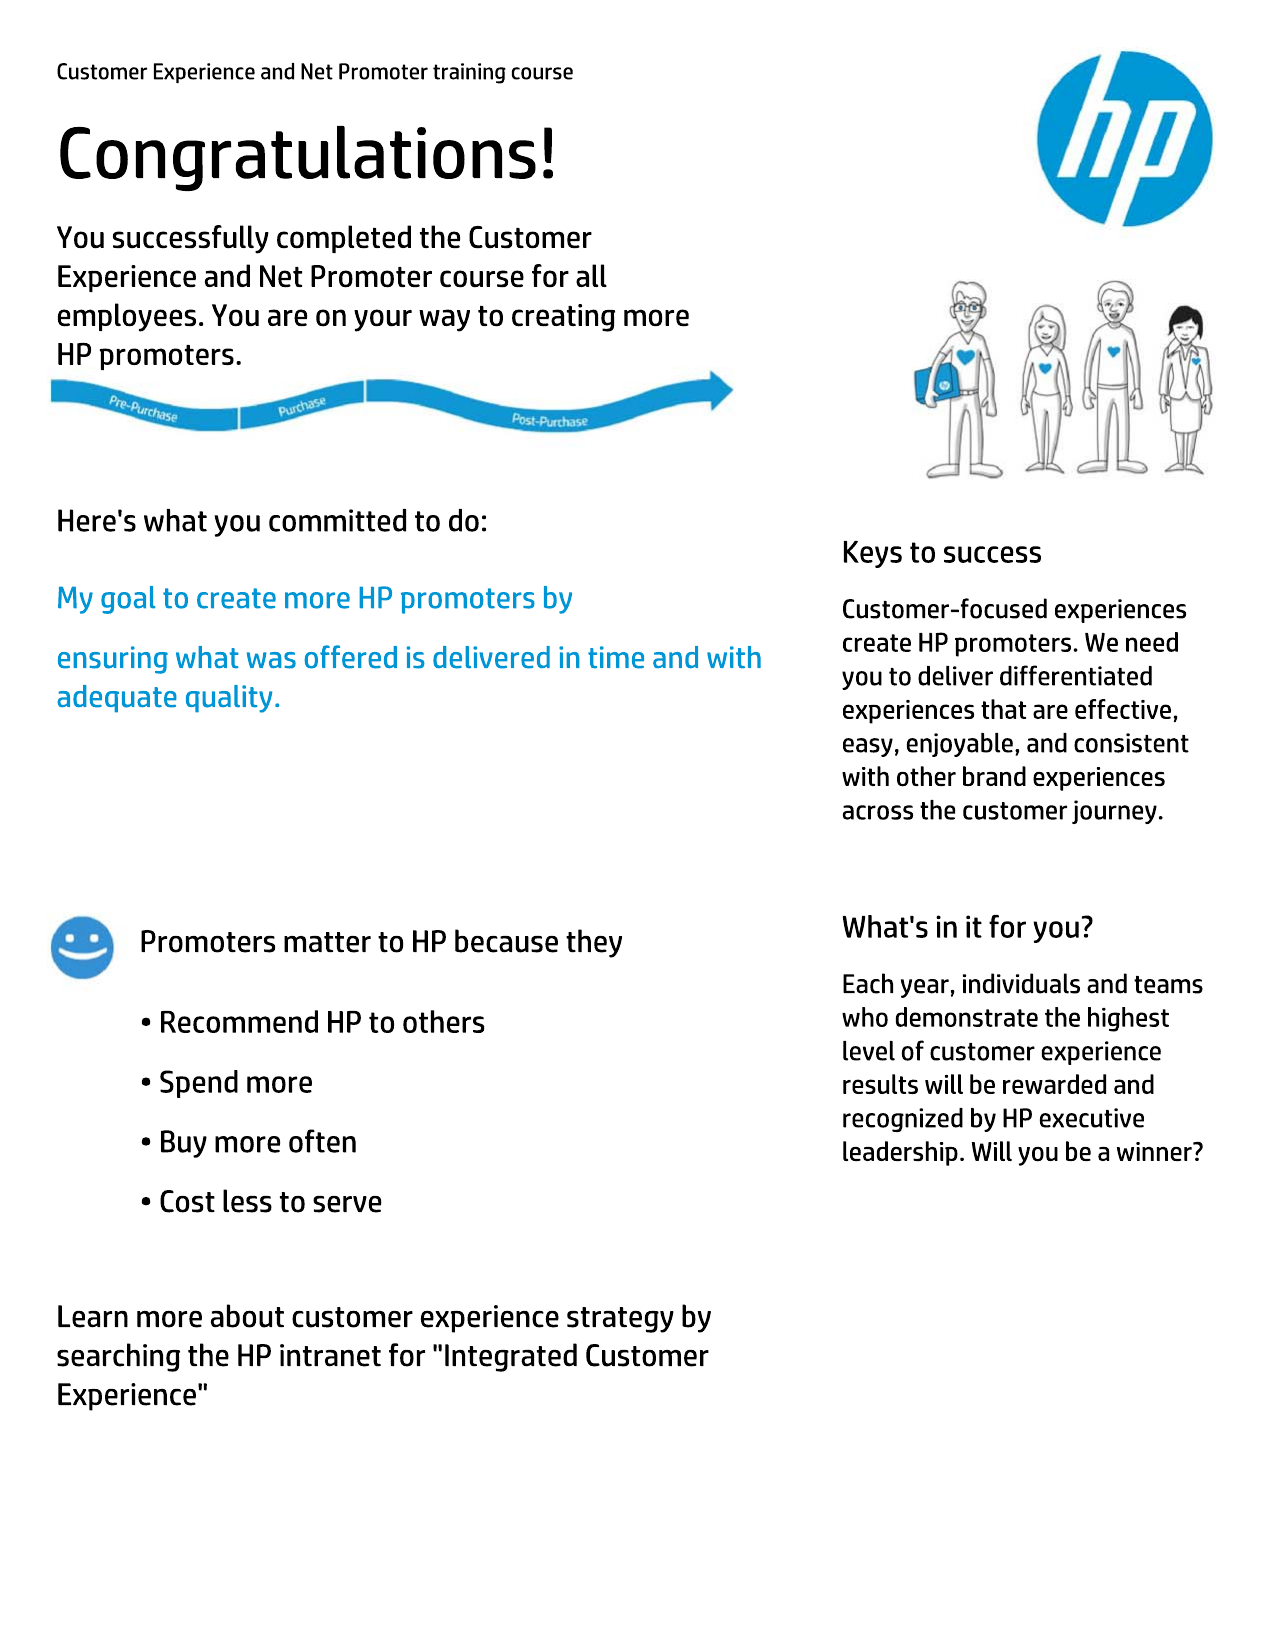 Customer Experience and Net Promoter training course
hp
Congratulations!
You successfully completed the Customer
Experience and Net Promoter course for all
employees. You are on your way to creating more
HP promoters.
Pre-Purchase
Purchase
Post-Purchase
Here's what you committed to do:
My goal to create more HP promoters by
ensuring what was offered is delivered in time and with
adequate quality.
Promoters matter to HP because they
• Recommend HP to others
• Spend more
• Buy more often
• Cost less to serve
Learn more about customer experience strategy by
searching the HP intranet for "Integrated Customer
Experience"
Keys to success
Customer-focused experiences
create HP promoters. We need
you to deliver differentiated
experiences that are effective,
easy, enjoyable, and consistent
with other brand experiences
across the customer journey.
What's in it for you?
Each year, individuals and teams
who demonstrate the highest
level of customer experience
results will be rewarded and
recognized by HP executive
leadership. Will you be a winner?